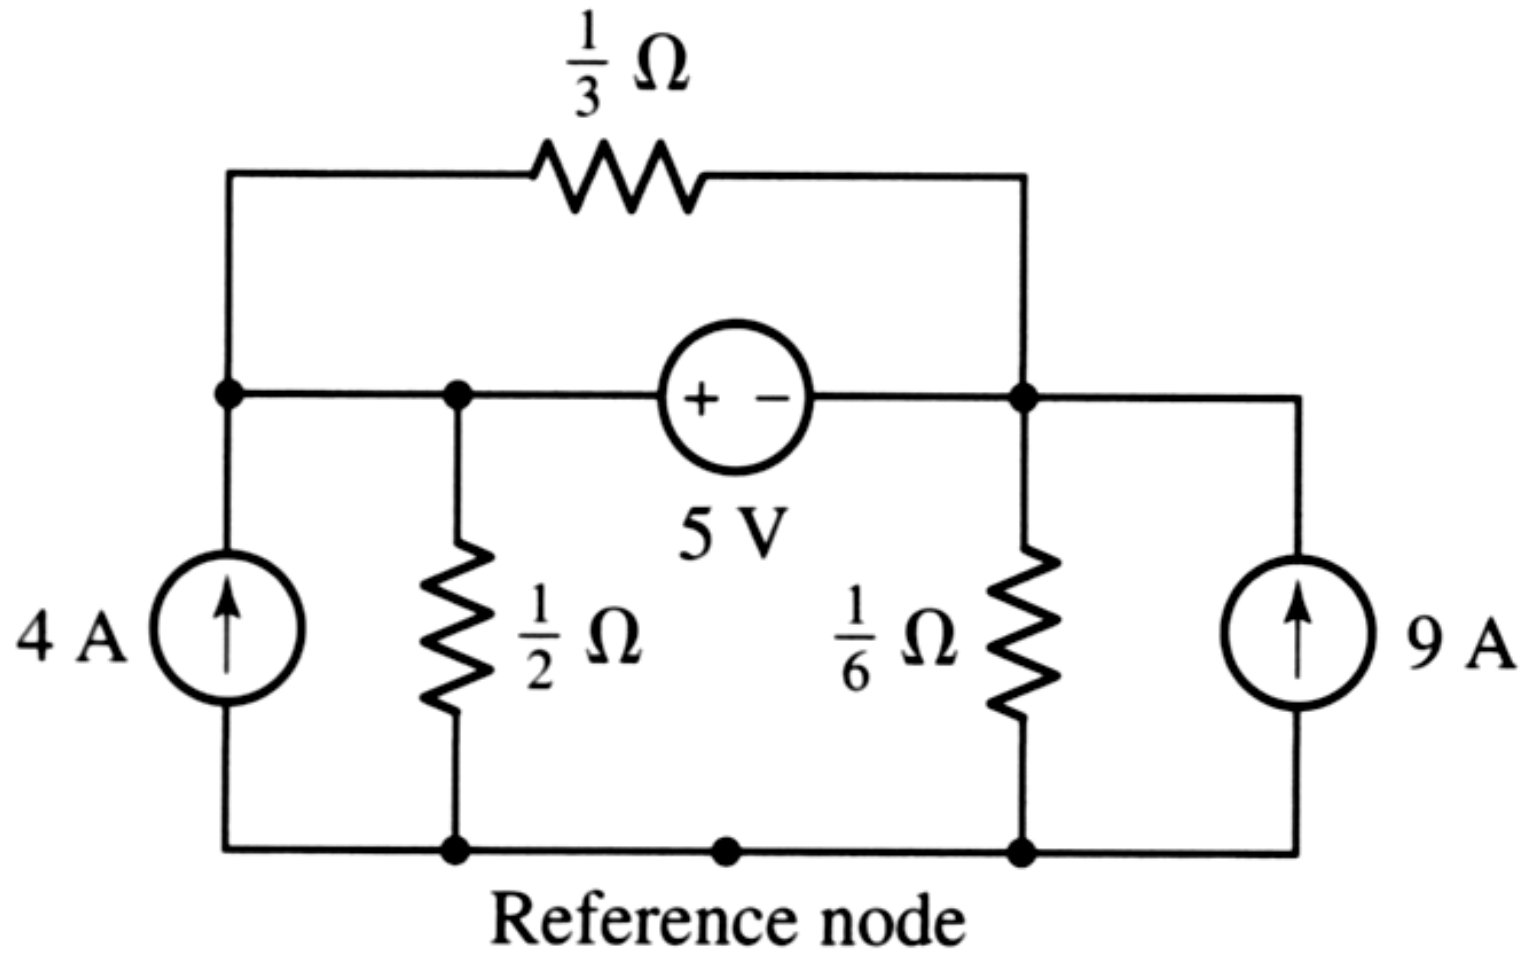 1/3 Ω
+ −
5 V
4 A
1/2 Ω
1/6 Ω
9 A
Reference node